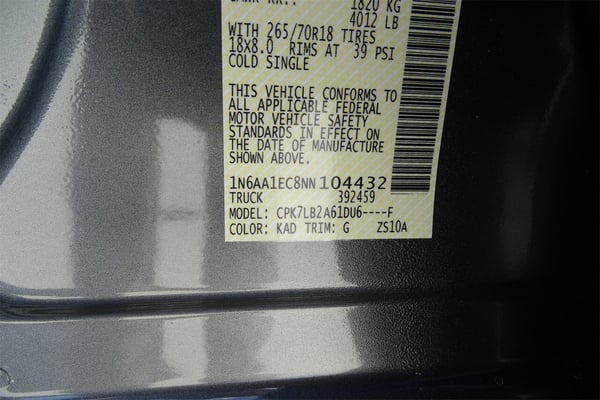 1820 KG
4012 LB
WITH 265/70R18 TIRES
18X8.0 RIMS AT 39 PSI
COLD SINGLE
THIS VEHICLE CONFORMS TO
ALL APPLICABLE FEDERAL
MOTOR VEHICLE SAFETY
STANDARDS IN EFFECT ON
THE DATE OF MANUFACTURE
SHOWN ABOVE.
1N6AA1EC8NN104432
TRUCK 392459
MODEL: CPK7LB2A61DU6----F
COLOR: KAD TRIM: G ZS10A